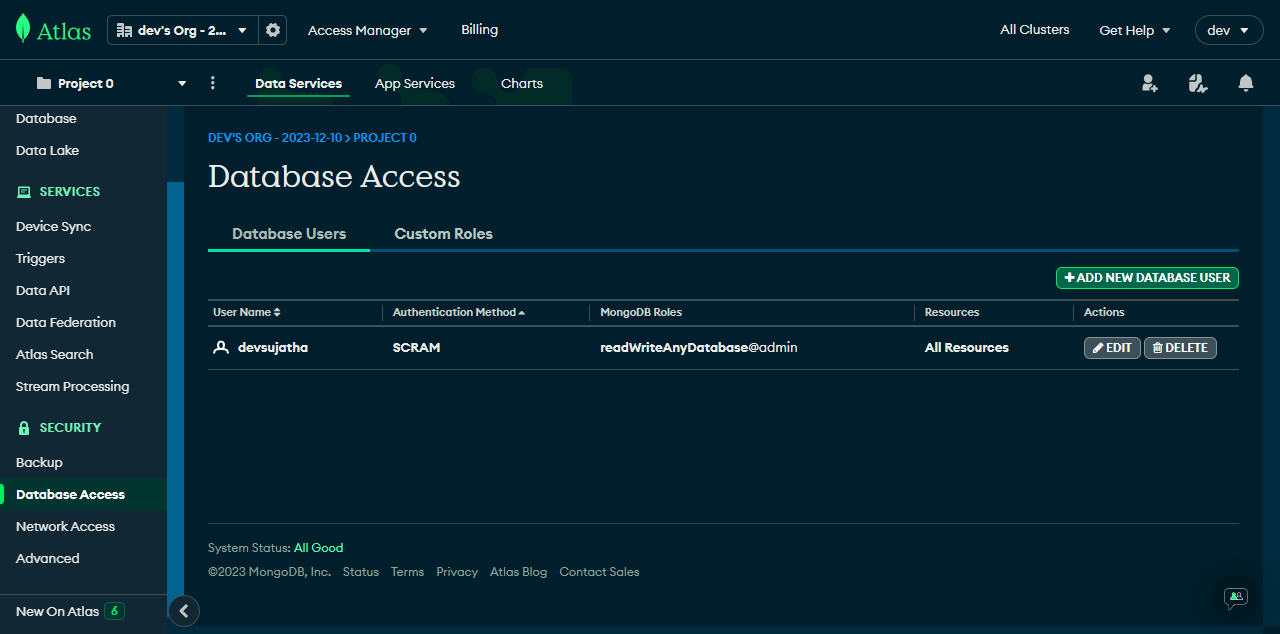 Atlas
dev's Org - 2...
Access Manager
Billing
All Clusters
Get Help
dev
Project 0
Data Services
App Services
Charts
Database
Data Lake
SERVICES
Device Sync
Triggers
Data API
Data Federation
Atlas Search
Stream Processing
SECURITY
Backup
Database Access
Network Access
Advanced
New On Atlas 6
DEV'S ORG - 2023-12-10 > PROJECT 0
Database Access
Database Users
Custom Roles
+ ADD NEW DATABASE USER
User Name
Authentication Method
MongoDB Roles
Resources
Actions
devsujatha
SCRAM
readWriteAnyDatabase@admin
All Resources
EDIT
DELETE
System Status: All Good
©2023 MongoDB, Inc. Status Terms Privacy Atlas Blog Contact Sales